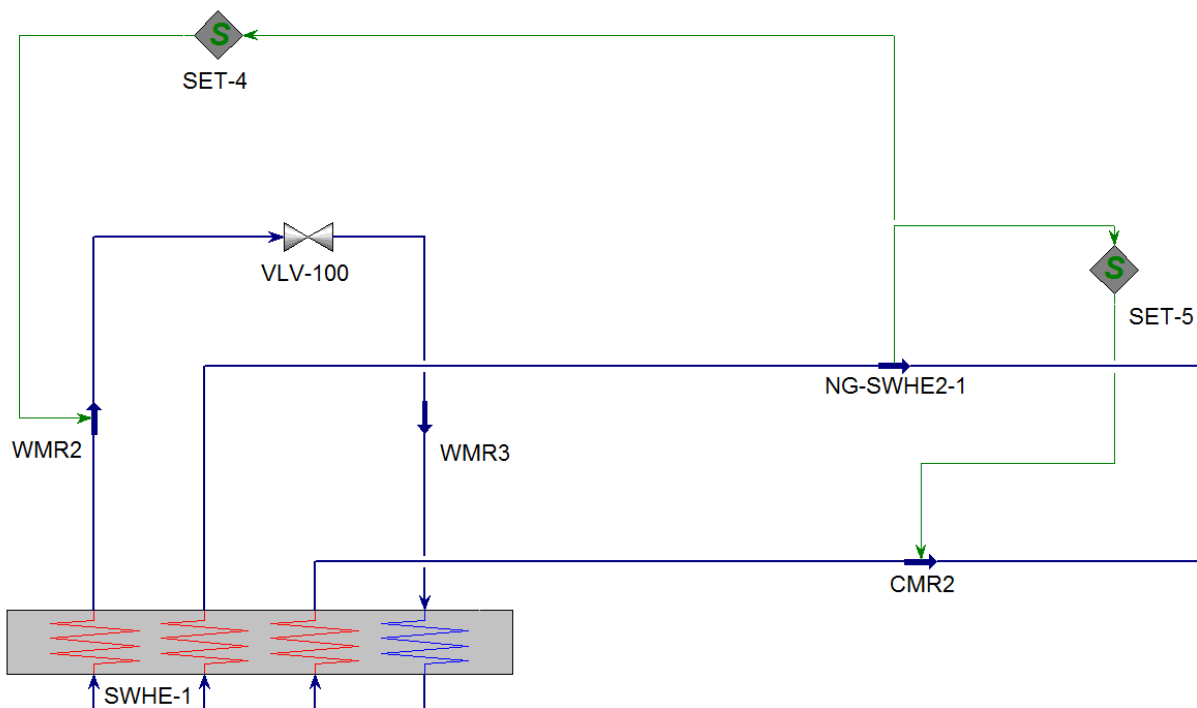 S
SET-4
VLV-100
S
SET-5
NG-SWHE2-1
WMR2
WMR3
CMR2
SWHE-1